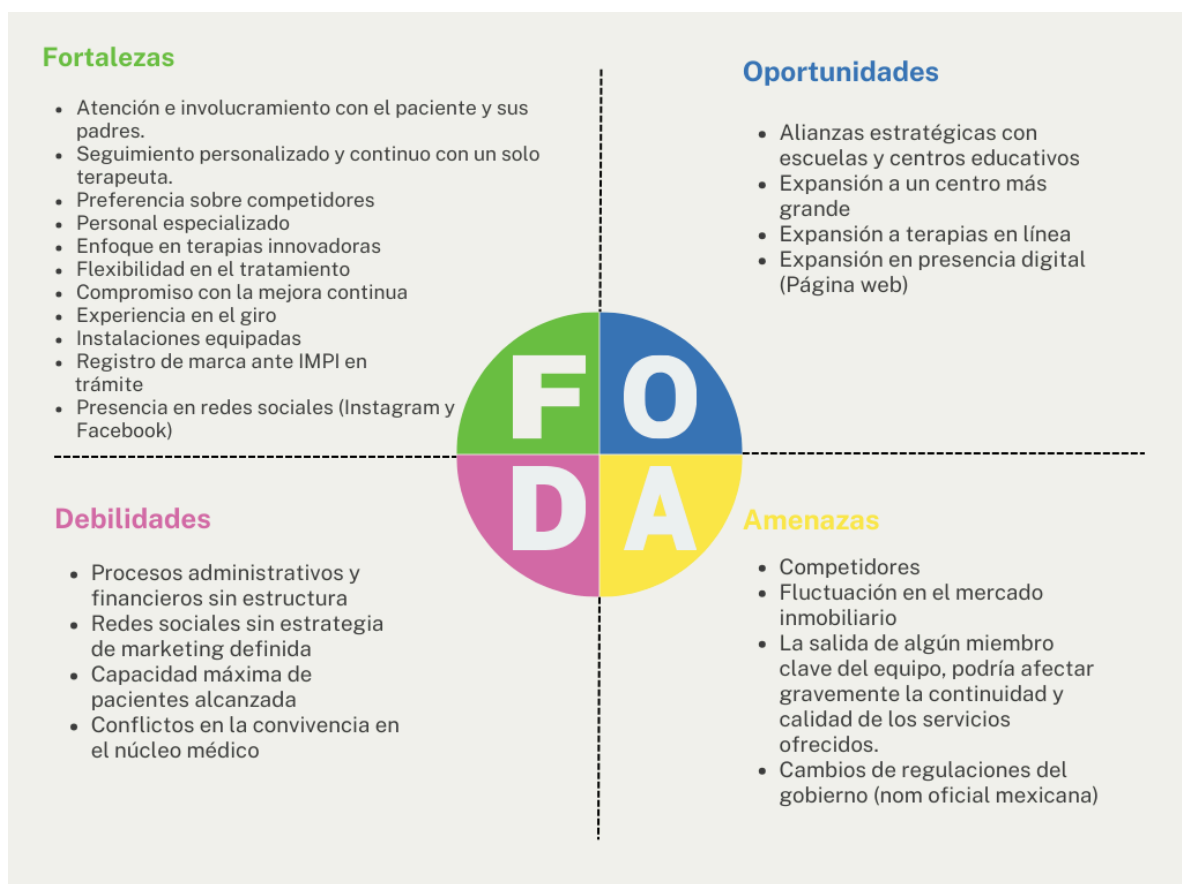 Fortalezas
• Atención e involucramiento con el paciente y sus
padres.
• Seguimiento personalizado y continuo con un solo
terapeuta.
• Preferencia sobre competidores
• Personal especializado
• Enfoque en terapias innovadoras
• Flexibilidad en el tratamiento
• Compromiso con la mejora continua
• Experiencia en el giro
• Instalaciones equipadas
• Registro de marca ante IMPI en
trámite
• Presencia en redes sociales (Instagram y
Facebook)
Oportunidades
• Alianzas estratégicas con
escuelas y centros educativos
• Expansión a un centro más
grande
• Expansión a terapias en línea
• Expansión en presencia digital
(Página web)
F O
D A
Debilidades
• Procesos administrativos y
financieros sin estructura
• Redes sociales sin estrategia
de marketing definida
• Capacidad máxima de
pacientes alcanzada
• Conflictos en la convivencia en
el núcleo médico
Amenazas
• Competidores
• Fluctuación en el mercado
inmobiliario
• La salida de algún miembro
clave del equipo, podría afectar
gravemente la continuidad y
calidad de los servicios
ofrecidos.
• Cambios de regulaciones del
gobierno (nom oficial mexicana)